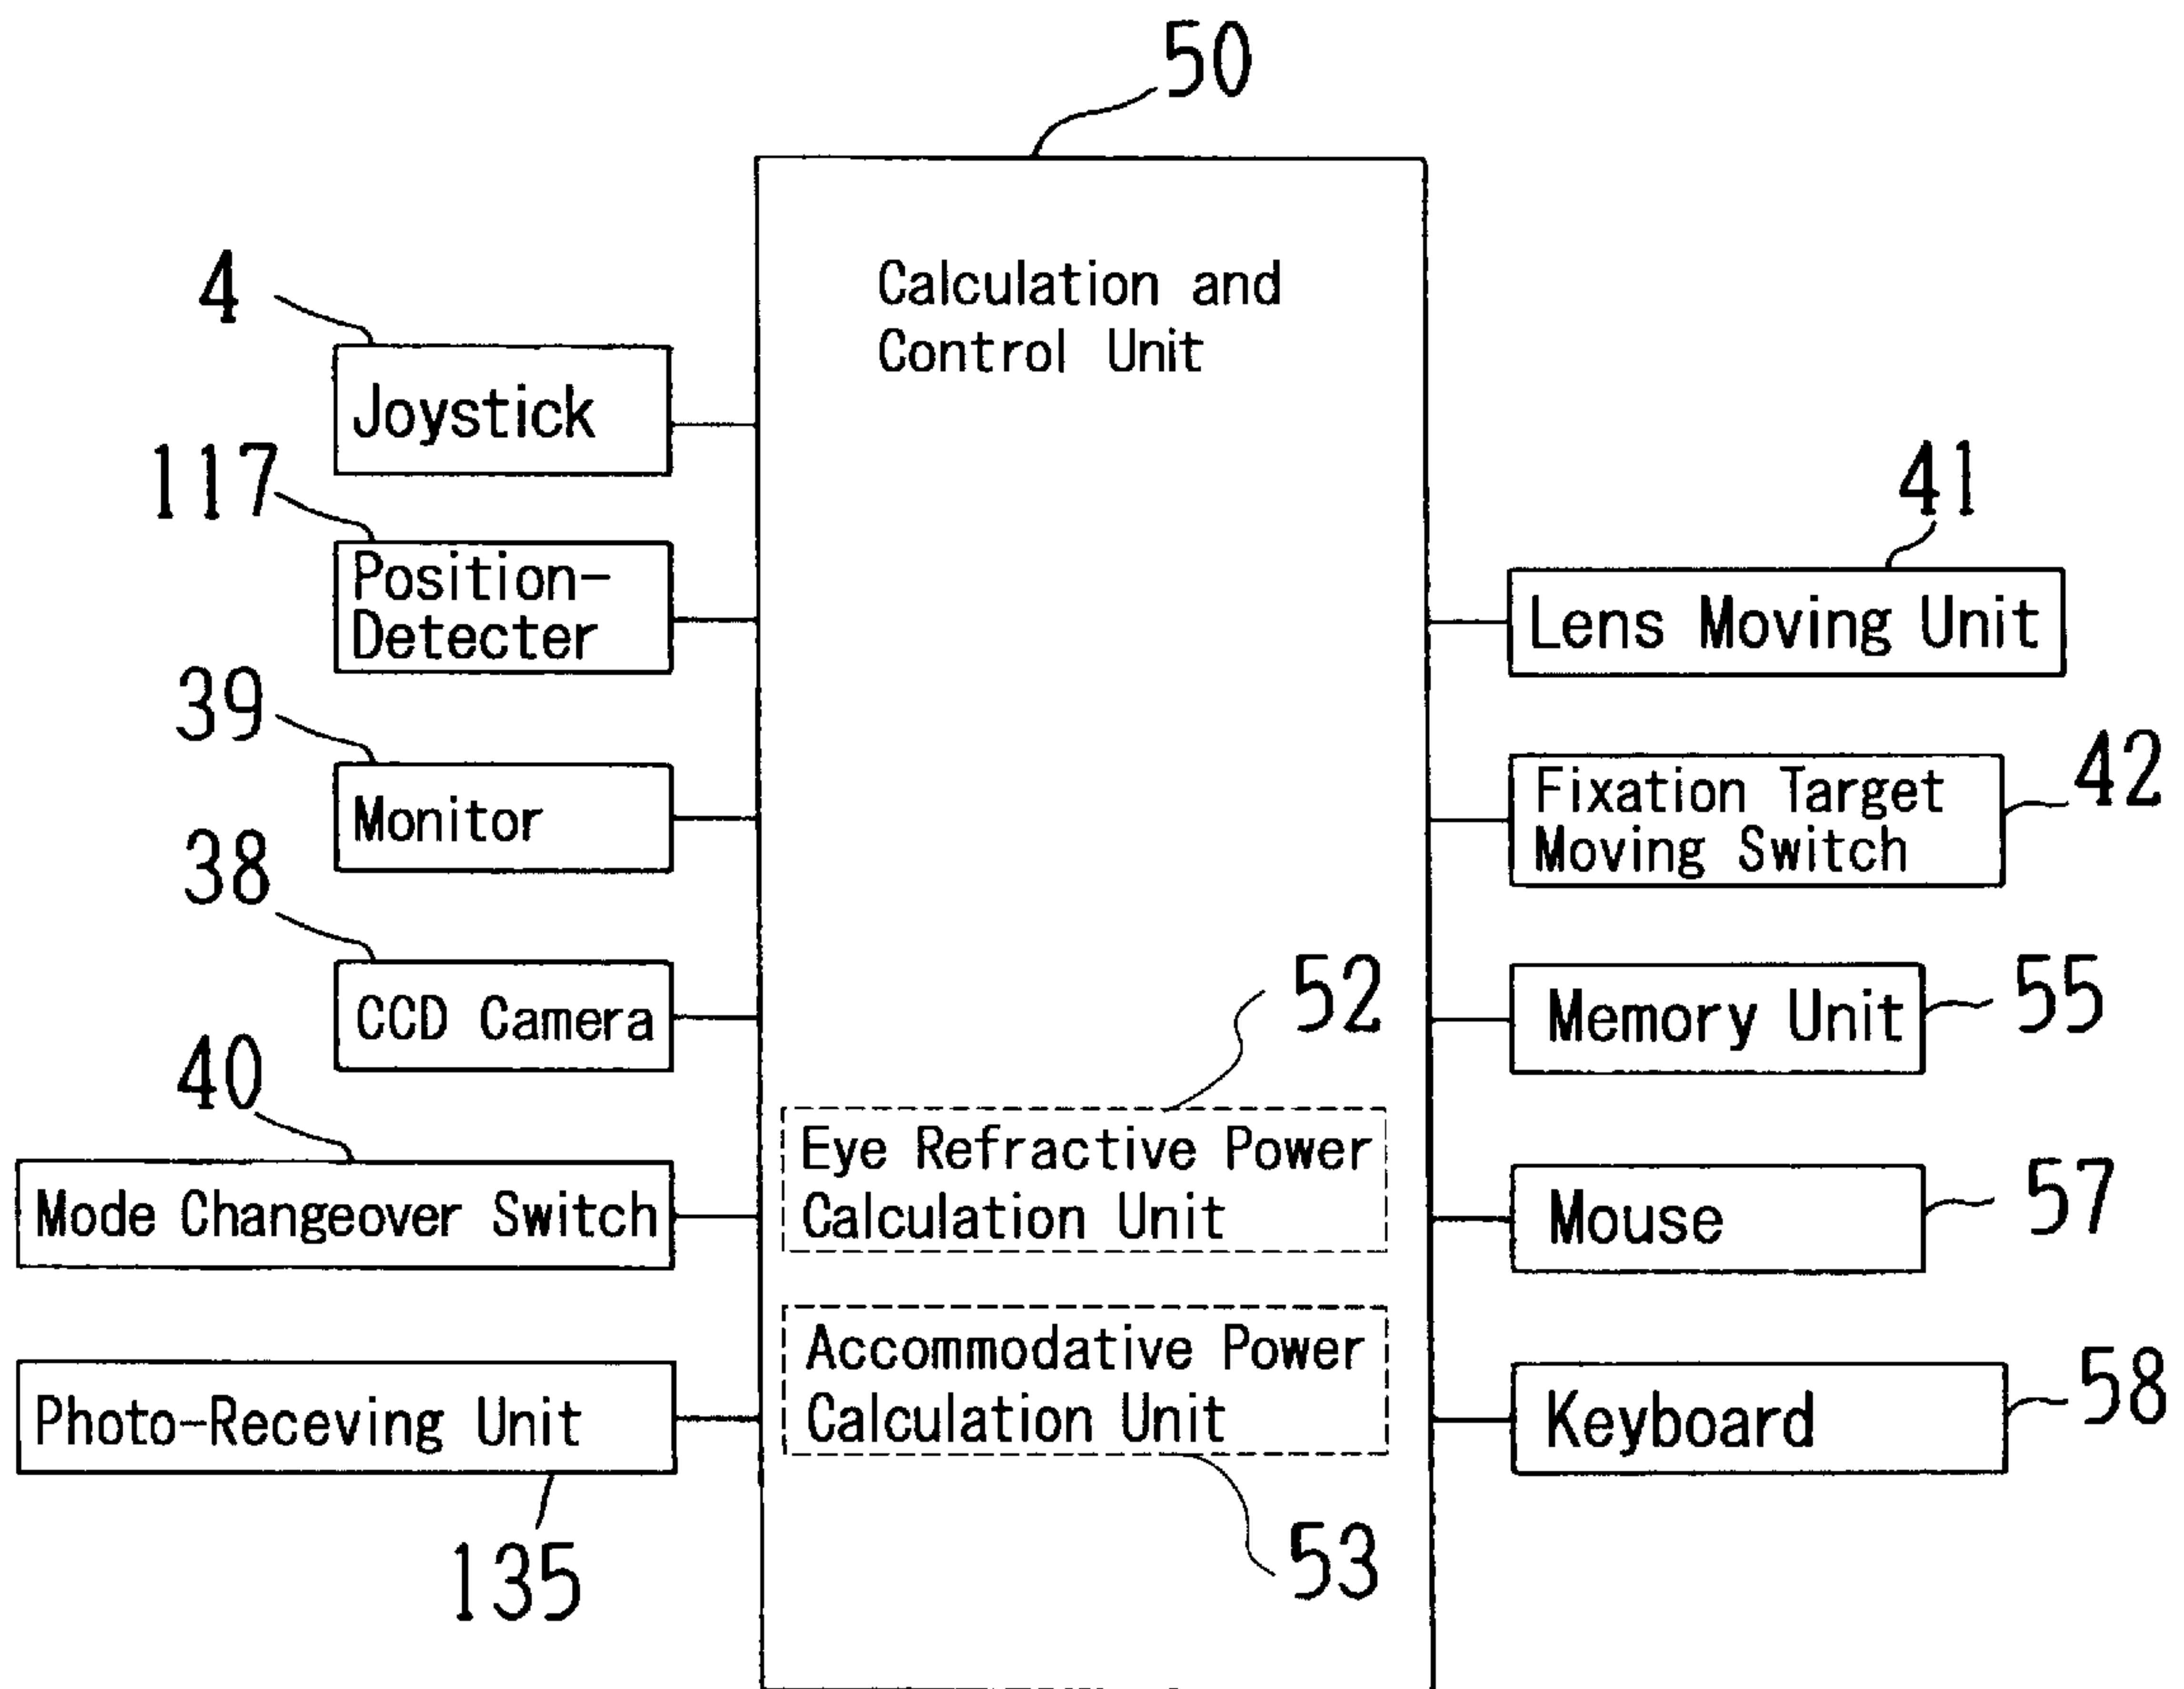 50
Calculation and
Control Unit
4
Joystick
117
Position-
Detecter
39
Monitor
38
CCD Camera
40
Mode Changeover Switch
Photo-Receving Unit
135
52
Eye Refractive Power
Calculation Unit
Accommodative Power
Calculation Unit
53
41
Lens Moving Unit
42
Fixation Target
Moving Switch
Memory Unit
55
Mouse
57
Keyboard
58